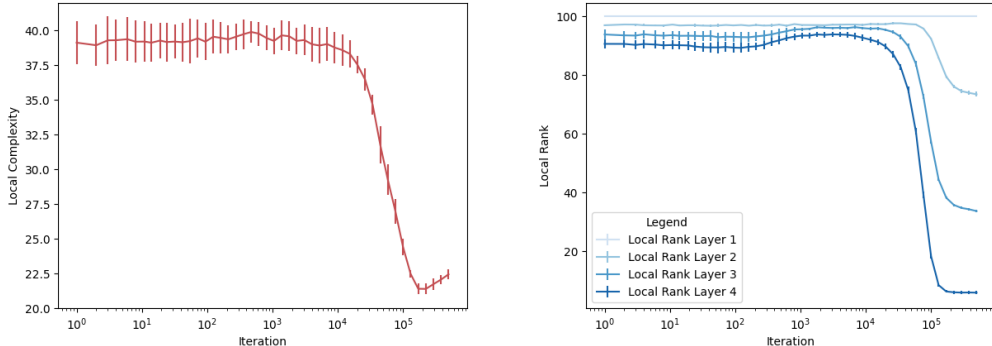 40.0
37.5
35.0
32.5
30.0
27.5
25.0
22.5
20.0
Local Complexity
10^0
10^1
10^2
10^3
10^4
10^5
Iteration
100
80
60
40
20
Local Rank
Legend
Local Rank Layer 1
Local Rank Layer 2
Local Rank Layer 3
Local Rank Layer 4
10^0
10^1
10^2
10^3
10^4
10^5
Iteration